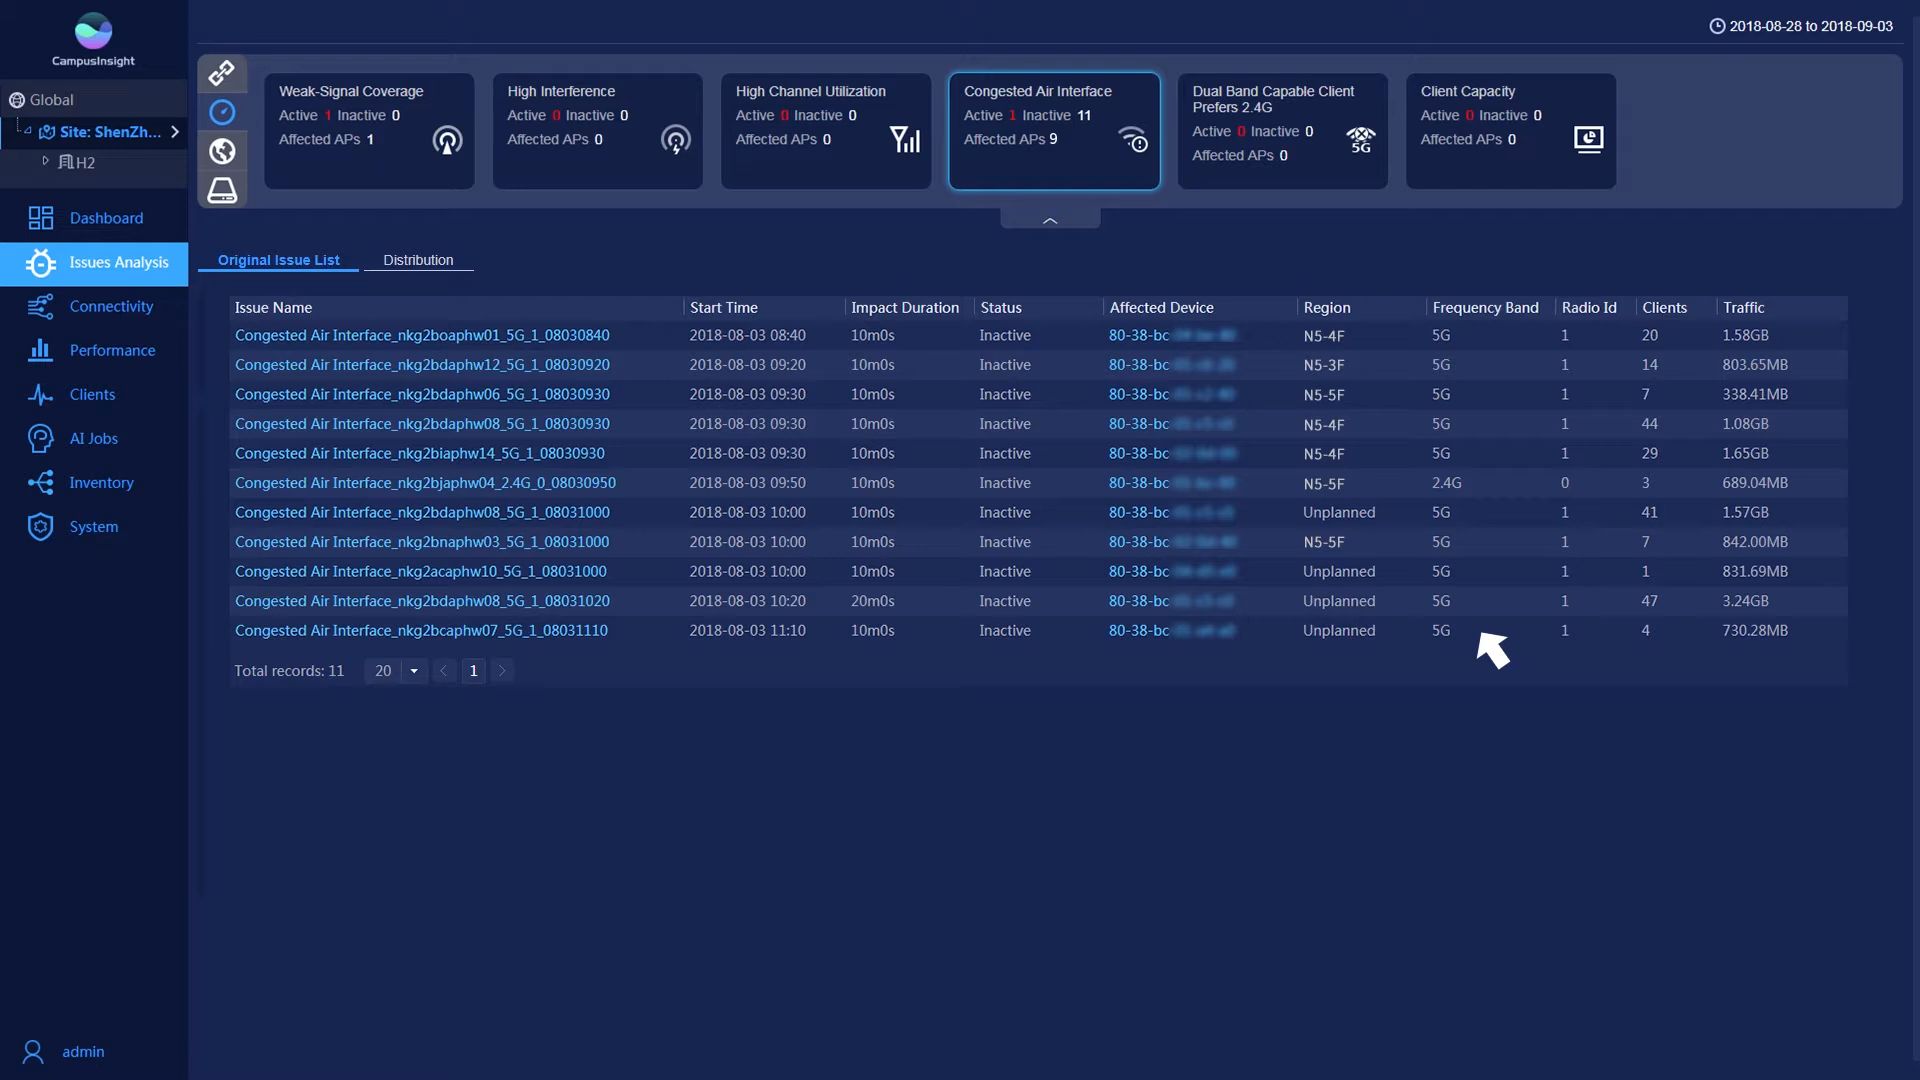 CampusInsight
2018-08-28 to 2018-09-03
Global
Site: ShenZh...
H2
Dashboard
Issues Analysis
Connectivity
Performance
Clients
AI Jobs
Inventory
System
admin
Weak-Signal Coverage
Active 1 Inactive 0
Affected APs 1
High Interference
Active 0 Inactive 0
Affected APs 0
High Channel Utilization
Active 0 Inactive 0
Affected APs 0
Congested Air Interface
Active 1 Inactive 11
Affected APs 9
Dual Band Capable Client
Prefers 2.4G
Active 0 Inactive 0
Affected APs 0
5G
Client Capacity
Active 0 Inactive 0
Affected APs 0
Original Issue List Distribution
Issue Name Start Time Impact Duration Status Affected Device Region Frequency Band Radio Id Clients Traffic
Congested Air Interface_nkg2boaphw01_5G_1_08030840 2018-08-03 08:40 10m0s Inactive 80-38-bc N5-4F 5G 1 20 1.58GB
Congested Air Interface_nkg2bdaphw12_5G_1_08030920 2018-08-03 09:20 10m0s Inactive 80-38-bc N5-3F 5G 1 14 803.65MB
Congested Air Interface_nkg2bdaphw06_5G_1_08030930 2018-08-03 09:30 10m0s Inactive 80-38-bc N5-5F 5G 1 7 338.41MB
Congested Air Interface_nkg2bdaphw08_5G_1_08030930 2018-08-03 09:30 10m0s Inactive 80-38-bc N5-4F 5G 1 44 1.08GB
Congested Air Interface_nkg2biaphw14_5G_1_08030930 2018-08-03 09:30 10m0s Inactive 80-38-bc N5-4F 5G 1 29 1.65GB
Congested Air Interface_nkg2bjaphw04_2.4G_0_08030950 2018-08-03 09:50 10m0s Inactive 80-38-bc N5-5F 2.4G 0 3 689.04MB
Congested Air Interface_nkg2bdaphw08_5G_1_08031000 2018-08-03 10:00 10m0s Inactive 80-38-bc Unplanned 5G 1 41 1.57GB
Congested Air Interface_nkg2bnaphw03_5G_1_08031000 2018-08-03 10:00 10m0s Inactive 80-38-bc N5-5F 5G 1 7 842.00MB
Congested Air Interface_nkg2acaphw10_5G_1_08031000 2018-08-03 10:00 10m0s Inactive 80-38-bc Unplanned 5G 1 1 831.69MB
Congested Air Interface_nkg2bdaphw08_5G_1_08031020 2018-08-03 10:20 20m0s Inactive 80-38-bc Unplanned 5G 1 47 3.24GB
Congested Air Interface_nkg2bcaphw07_5G_1_08031110 2018-08-03 11:10 10m0s Inactive 80-38-bc Unplanned 5G 1 4 730.28MB
Total records: 11 20 1